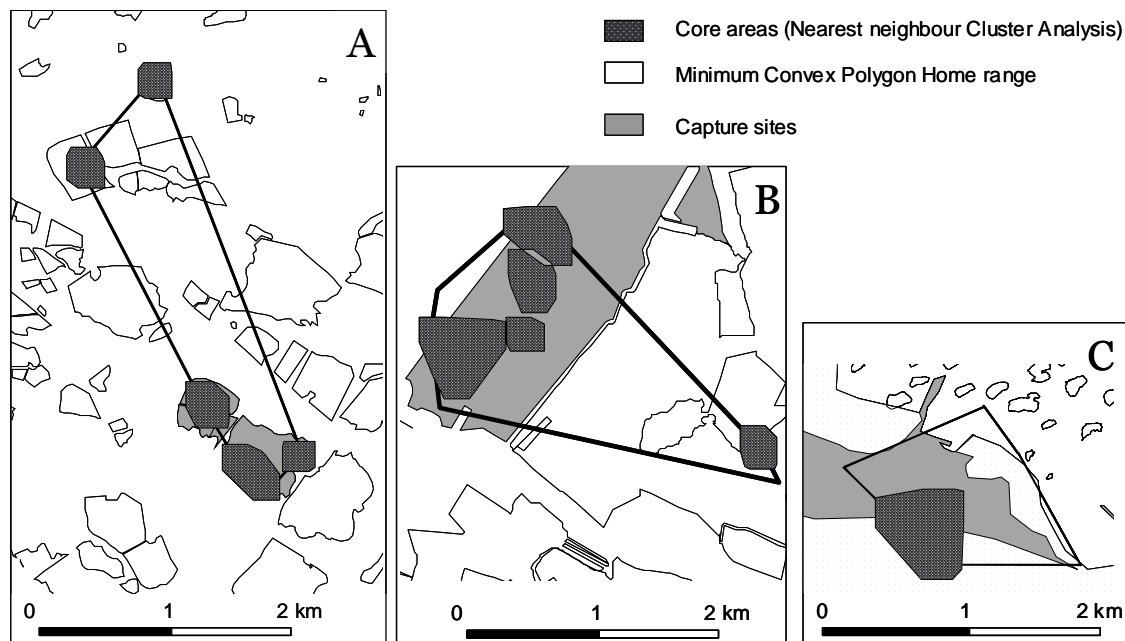 A
Core areas (Nearest neighbour Cluster Analysis)
Minimum Convex Polygon Home range
Capture sites
B
C
0 1 2 km
0 1 2 km
0 1 2 km